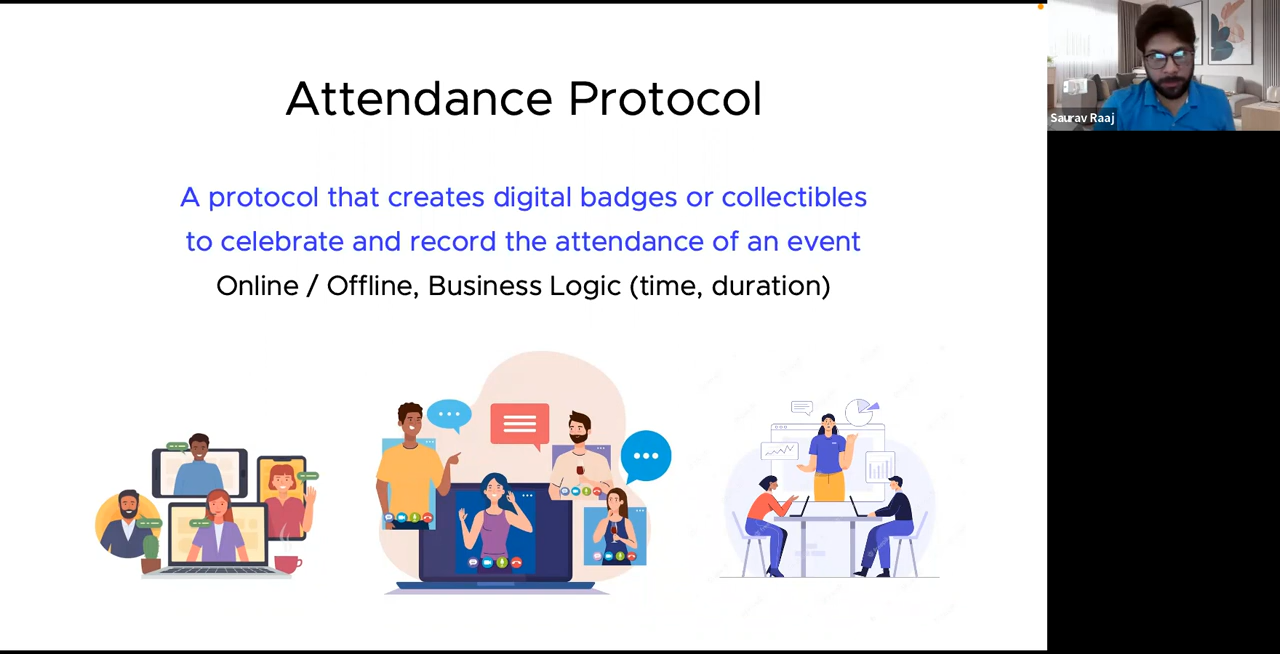 Attendance Protocol
A protocol that creates digital badges or collectibles
to celebrate and record the attendance of an event
Online / Offline, Business Logic (time, duration)
Saurav Raaj